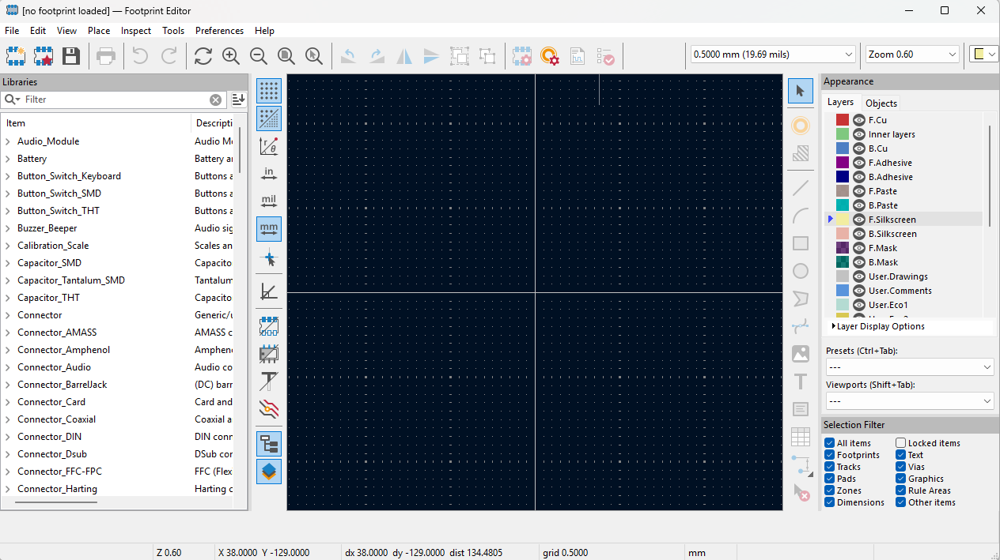 [no footprint loaded] — Footprint Editor
File Edit View Place Inspect Tools Preferences Help
0.5000 mm (19.69 mils)
Zoom 0.60
Libraries
Filter
Item Descripti
Audio_Module Audio M
Battery Battery a
Button_Switch_Keyboard Buttons a
Button_Switch_SMD Buttons a
Button_Switch_THT Buttons a
Buzzer_Beeper Audio sig
Calibration_Scale Scales an
Capacitor_SMD Capacito
Capacitor_Tantalum_SMD Tantalum
Capacitor_THT Capacito
Connector Generic/u
Connector_AMASS AMASS c
Connector_Amphenol Amphen
Connector_Audio Audio co
Connector_BarrelJack (DC) barr
Connector_Card Card and
Connector_Coaxial Coaxial a
Connector_DIN DIN conn
Connector_Dsub DSub cor
Connector_FFC-FPC FFC (Flex
Connector_Harting Harting c
r θ
in
mil
mm
T
T
Appearance
Layers Objects
F.Cu
Inner layers
B.Cu
F.Adhesive
B.Adhesive
F.Paste
B.Paste
F.Silkscreen
B.Silkscreen
F.Mask
B.Mask
User.Drawings
User.Comments
User.Eco1
Layer Display Options
Presets (Ctrl+Tab):
---
Viewports (Shift+Tab):
---
Selection Filter
All items Locked items
Footprints Text
Tracks Vias
Pads Graphics
Zones Rule Areas
Dimensions Other items
Z 0.60
X 38.0000 Y -129.0000
dx 38.0000 dy -129.0000 dist 134.4805
grid 0.5000
mm